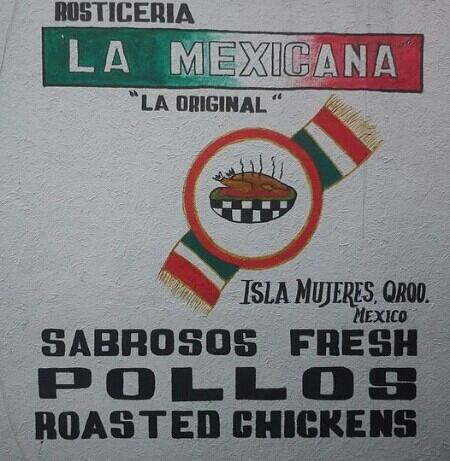 ROSTICERIA
LA MEXICANA
"LA ORIGINAL"
ISLA MUJERES, QROO.
MEXICO
SABROSOS FRESH
POLLOS
ROASTED CHICKENS